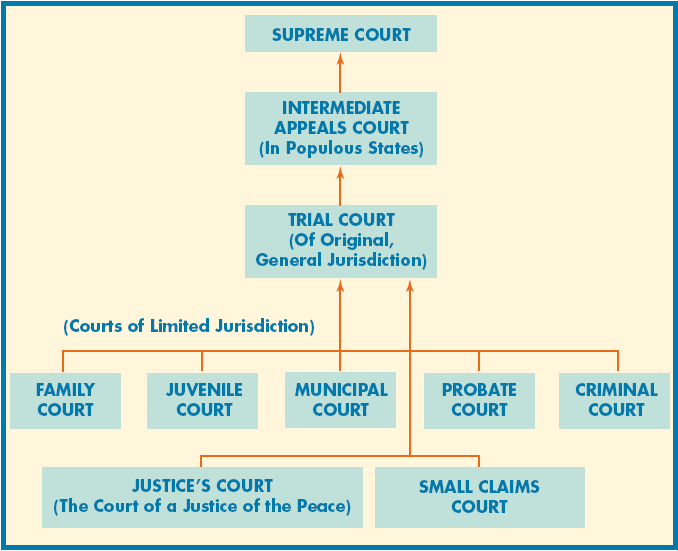 SUPREME COURT
INTERMEDIATE
APPEALS COURT
(In Populous States)
TRIAL COURT
(Of Original,
General Jurisdiction)
(Courts of Limited Jurisdiction)
FAMILY
COURT
JUVENILE
COURT
MUNICIPAL
COURT
PROBATE
COURT
CRIMINAL
COURT
JUSTICE'S COURT
(The Court of a Justice of the Peace)
SMALL CLAIMS
COURT